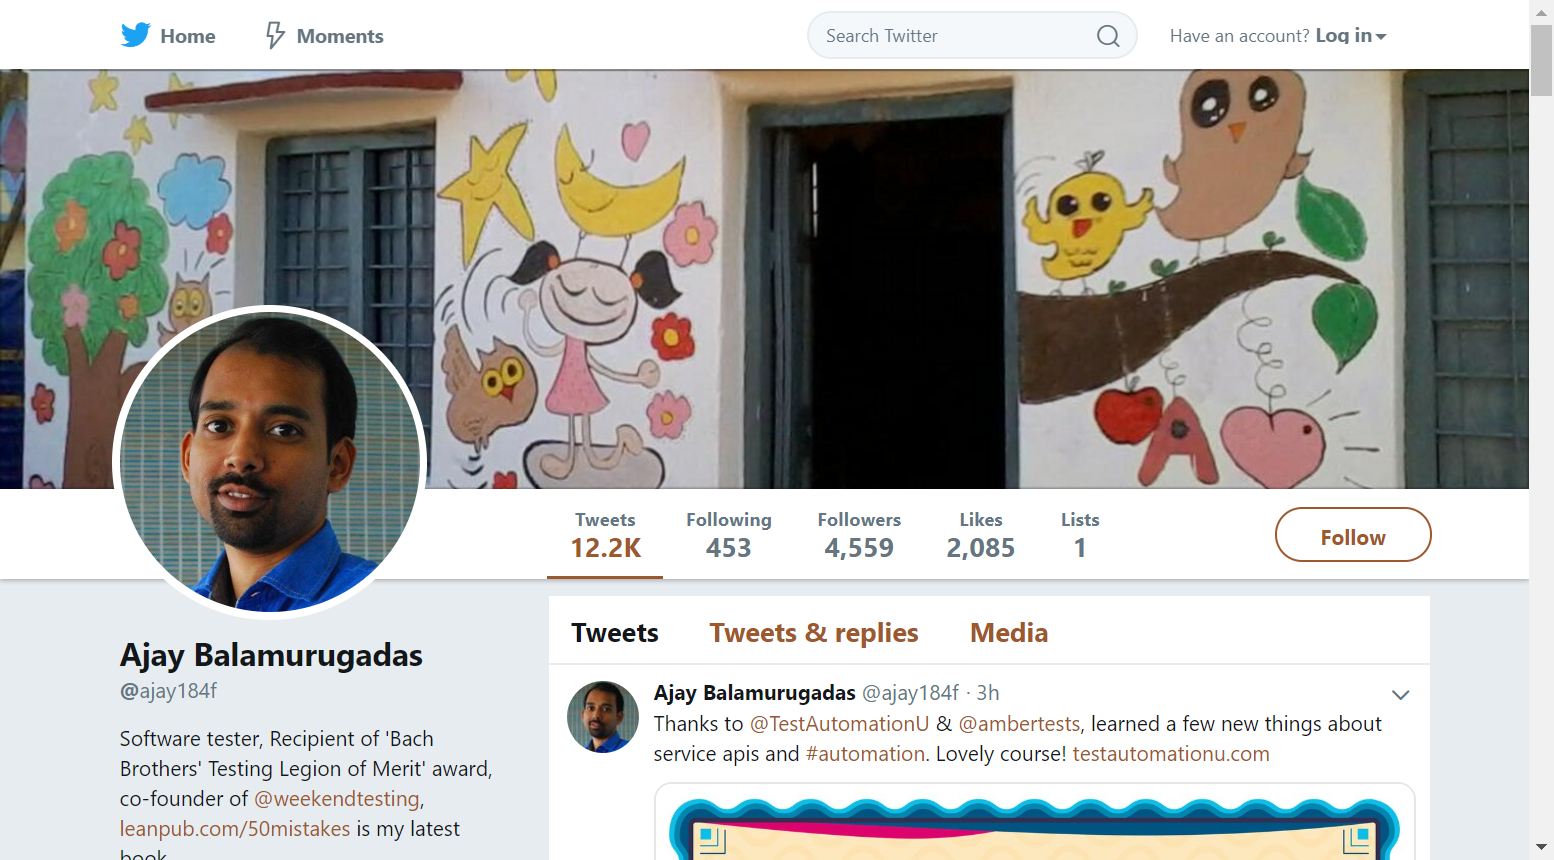 Home
Moments
Search Twitter
Have an account? Log in
A
Tweets
12.2K
Following
453
Followers
4,559
Likes
2,085
Lists
1
Follow
Ajay Balamurugadas
@ajay184f
Software tester, Recipient of 'Bach
Brothers' Testing Legion of Merit' award,
co-founder of @weekendtesting,
leanpub.com/50mistakes is my latest
book
Tweets
Tweets & replies
Media
Ajay Balamurugadas @ajay184f · 3h
Thanks to @TestAutomationU & @ambertests, learned a few new things about
service apis and #automation. Lovely course! testautomationu.com